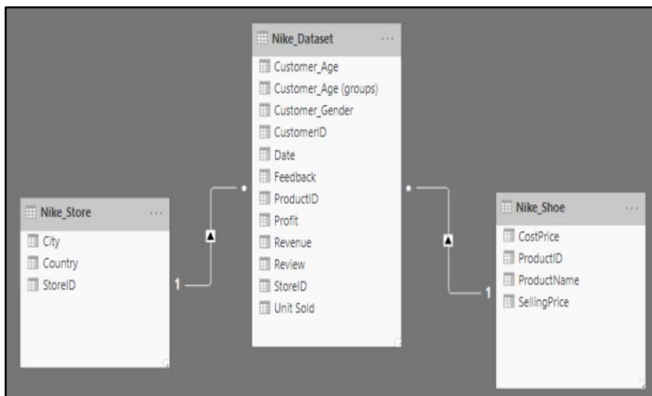 Nike_Dataset
Customer_Age
Customer_Age (groups)
Customer_Gender
CustomerID
Date
Feedback
ProductID
Profit
Revenue
Review
StoreID
Unit Sold
Nike_Store
City
Country
StoreID
1
Nike_Shoe
CostPrice
ProductID
ProductName
SellingPrice
1